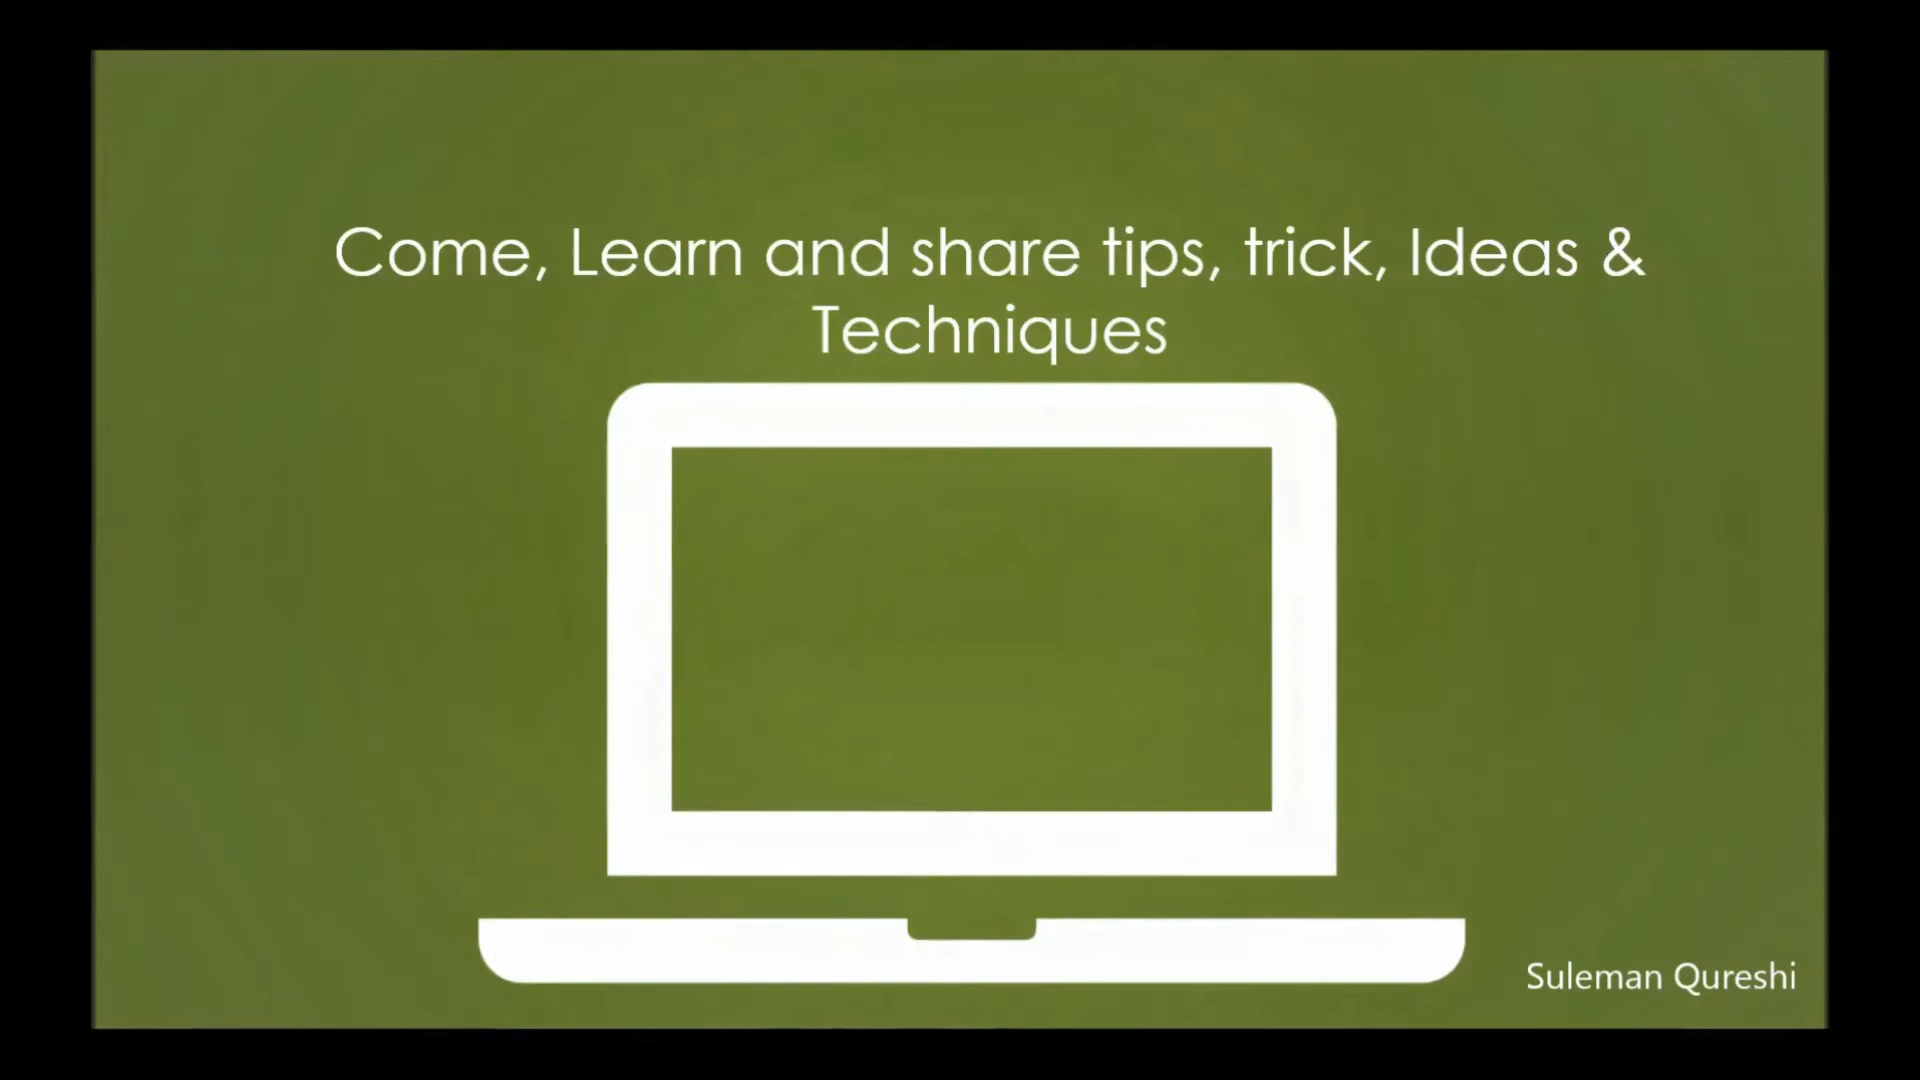 Come, Learn and share tips, trick, Ideas &
Techniques
Suleman Qureshi